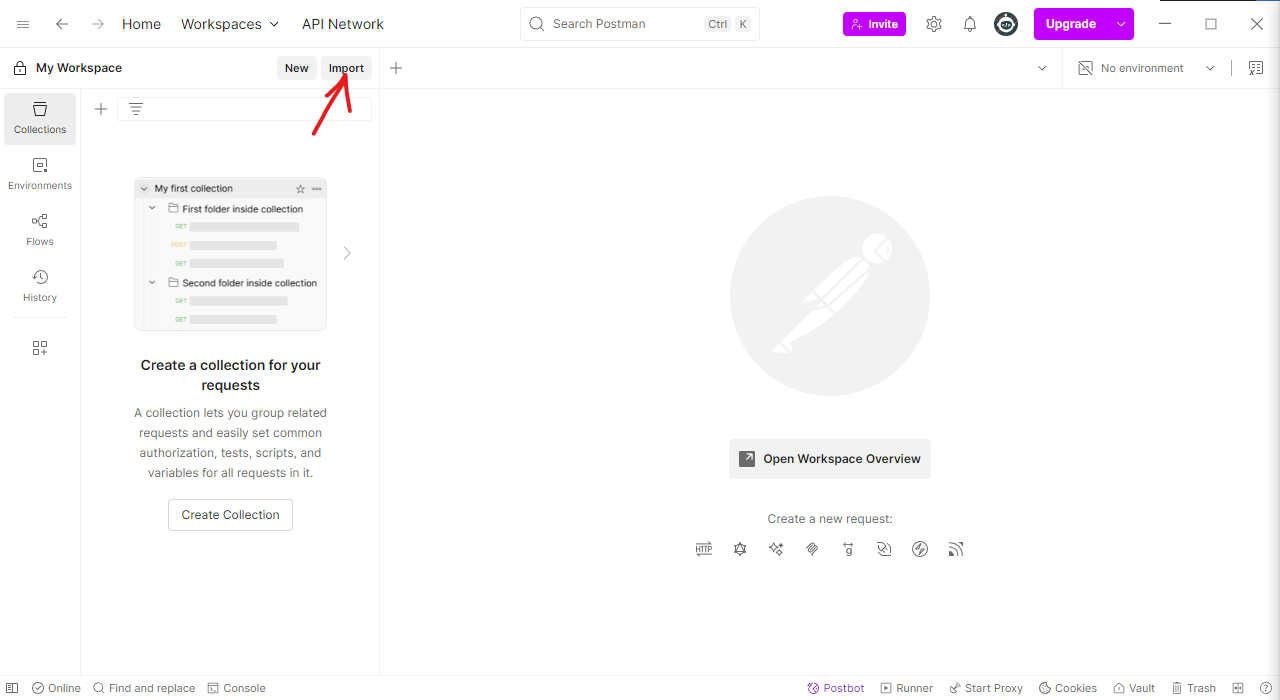 Home Workspaces API Network Search Postman Ctrl K Invite Upgrade
My Workspace New Import No environment
Collections
Environments
Flows
History
My first collection
First folder inside collection
GET
POST
GET
Second folder inside collection
GET
GET
Create a collection for your
requests
A collection lets you group related
requests and easily set common
authorization, tests, scripts, and
variables for all requests in it.
Create Collection
Open Workspace Overview
Create a new request:
HTTP g
Online Find and replace Console Postbot Runner Start Proxy Cookies Vault Trash